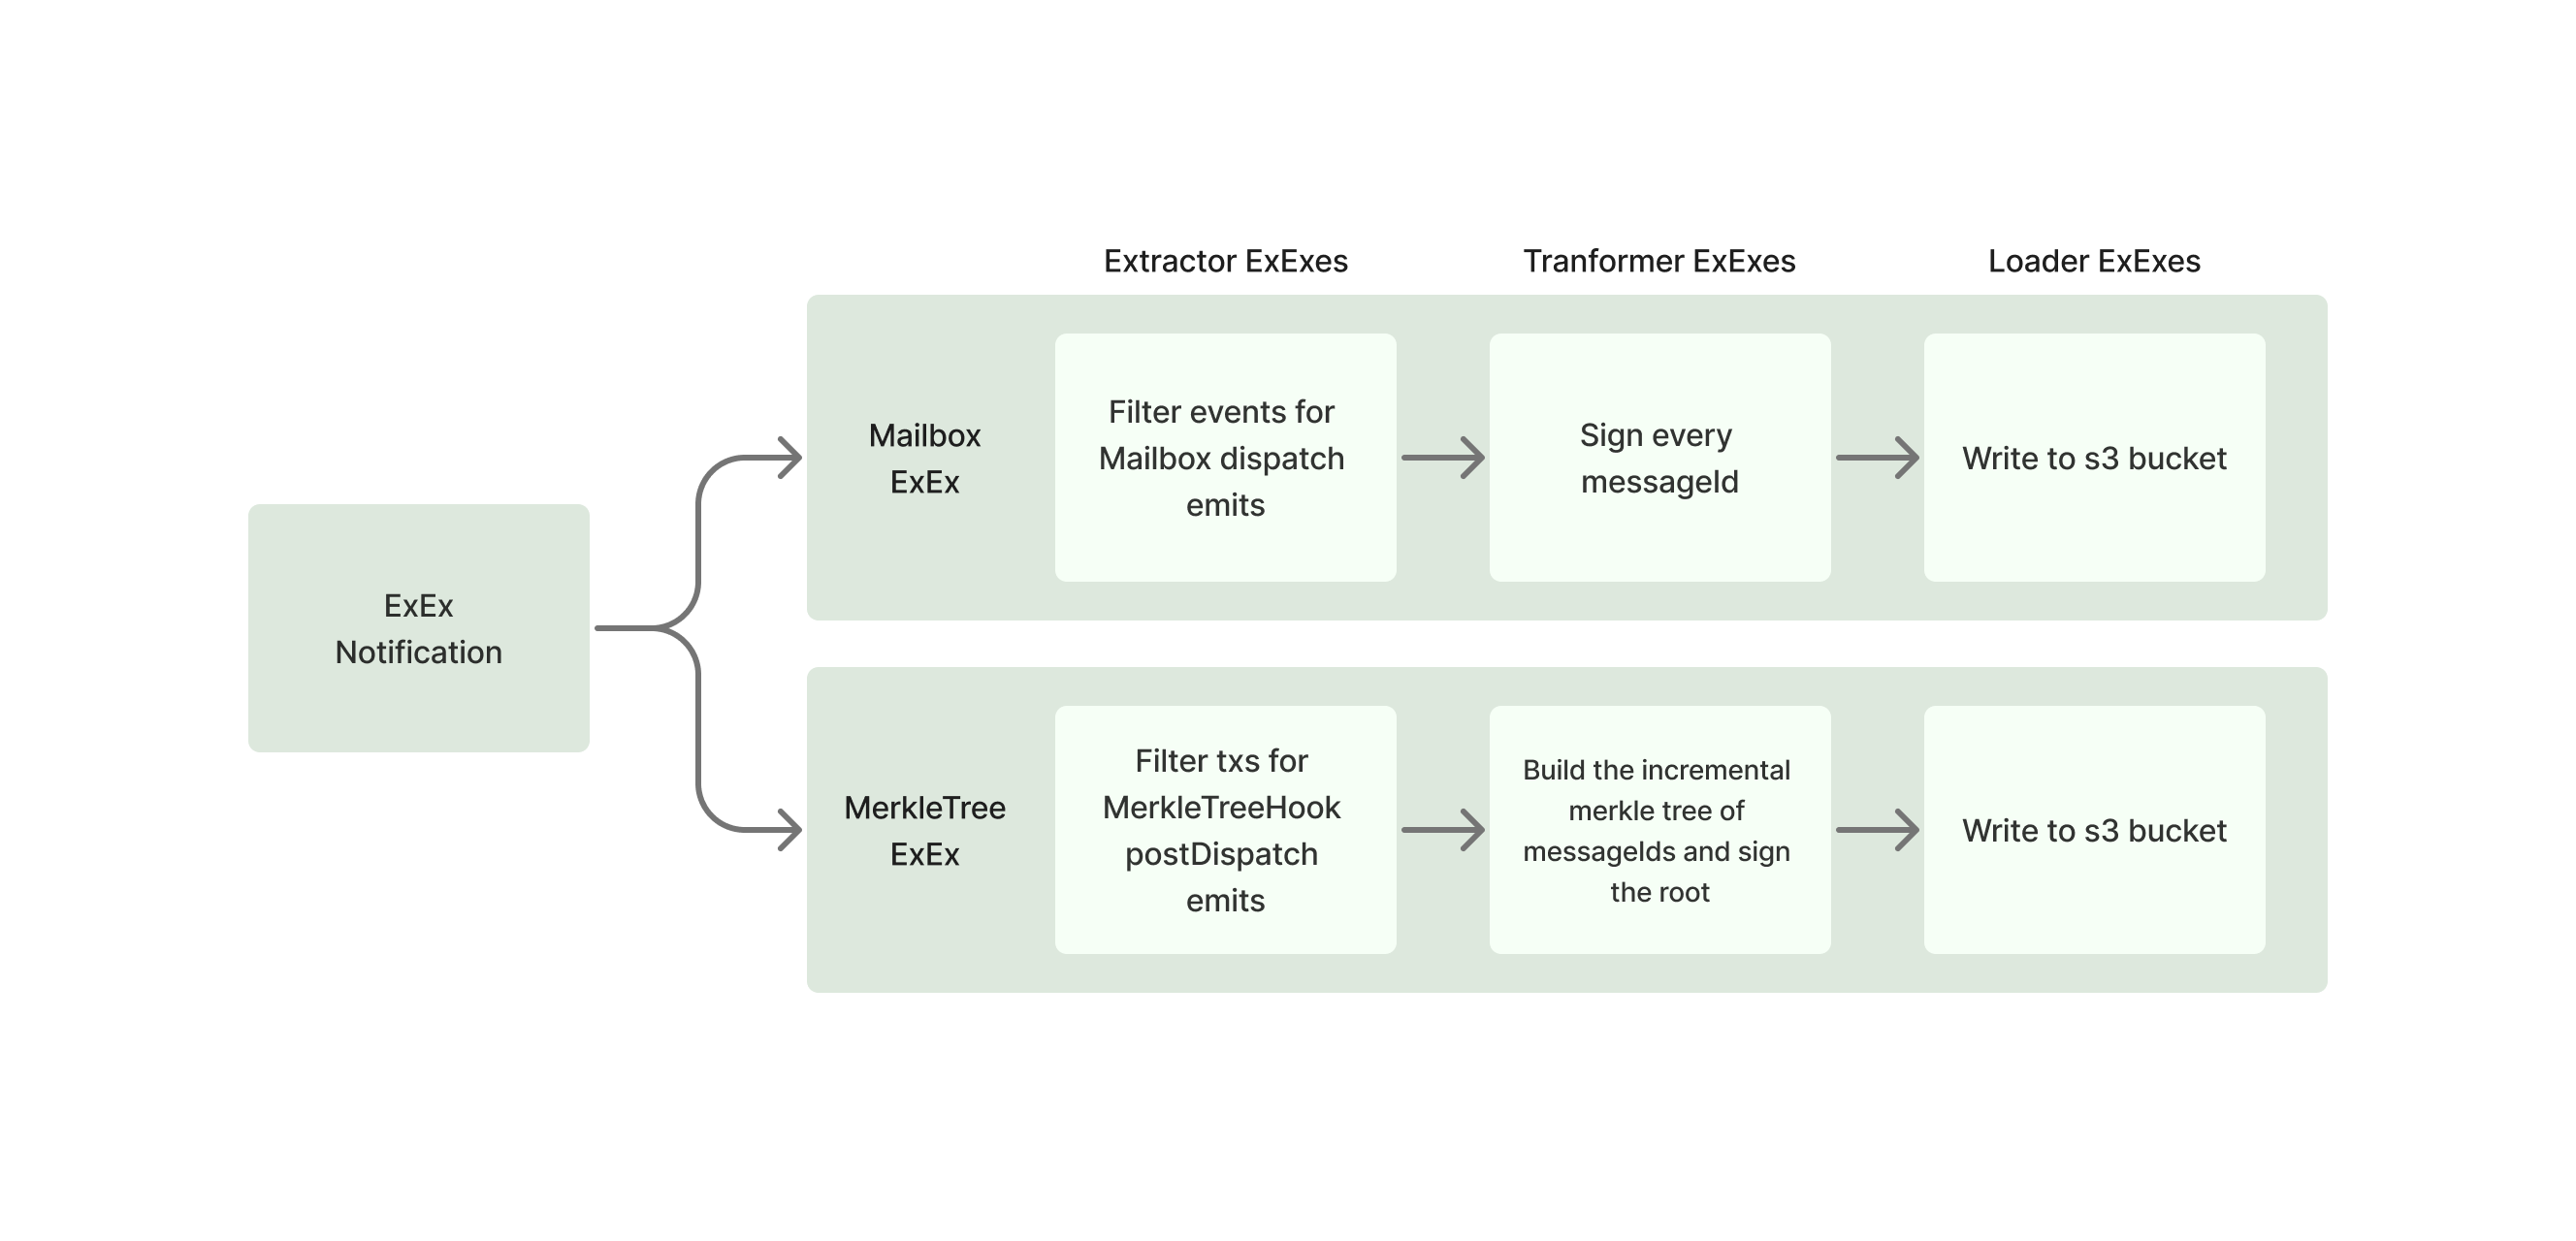 Extractor ExExes
Tranformer ExExes
Loader ExExes
ExEx
Notification
Mailbox
ExEx
Filter events for
Mailbox dispatch
emits
Sign every
messageId
Write to s3 bucket
MerkleTree
ExEx
Filter txs for
MerkleTreeHook
postDispatch
emits
Build the incremental
merkle tree of
messageIds and sign
the root
Write to s3 bucket